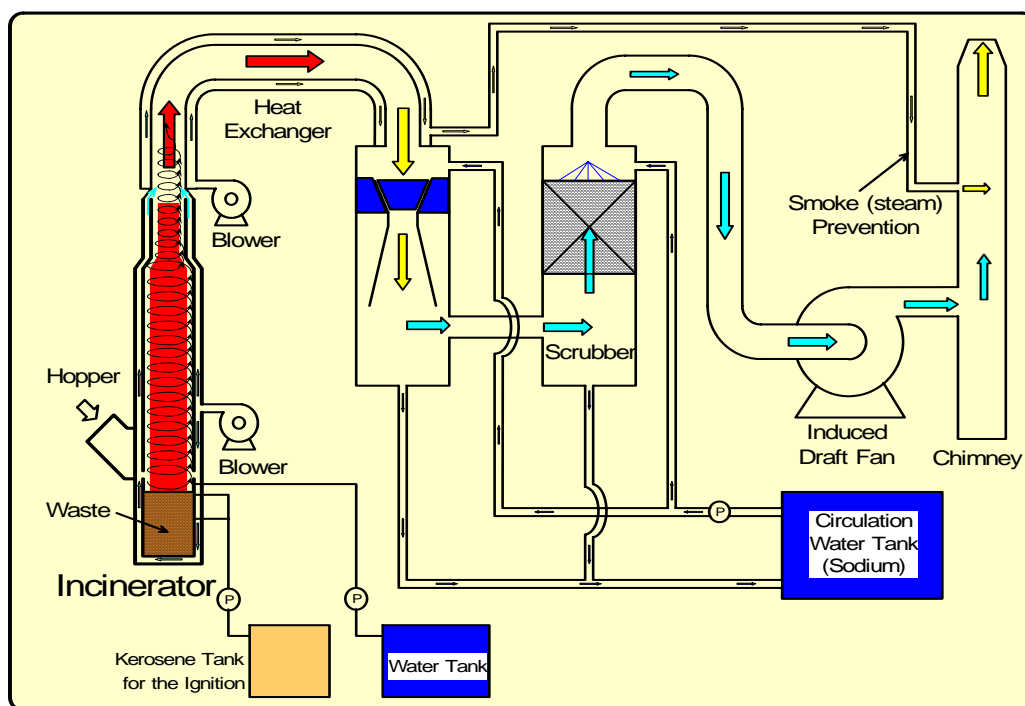 Heat
Exchanger
Blower
Smoke (steam)
Prevention
Scrubber
Hopper
Blower
Induced
Draft Fan
Chimney
Waste
Incinerator
P
P
P
Circulation
Water Tank
(Sodium)
Kerosene Tank
for the Ignition
Water Tank